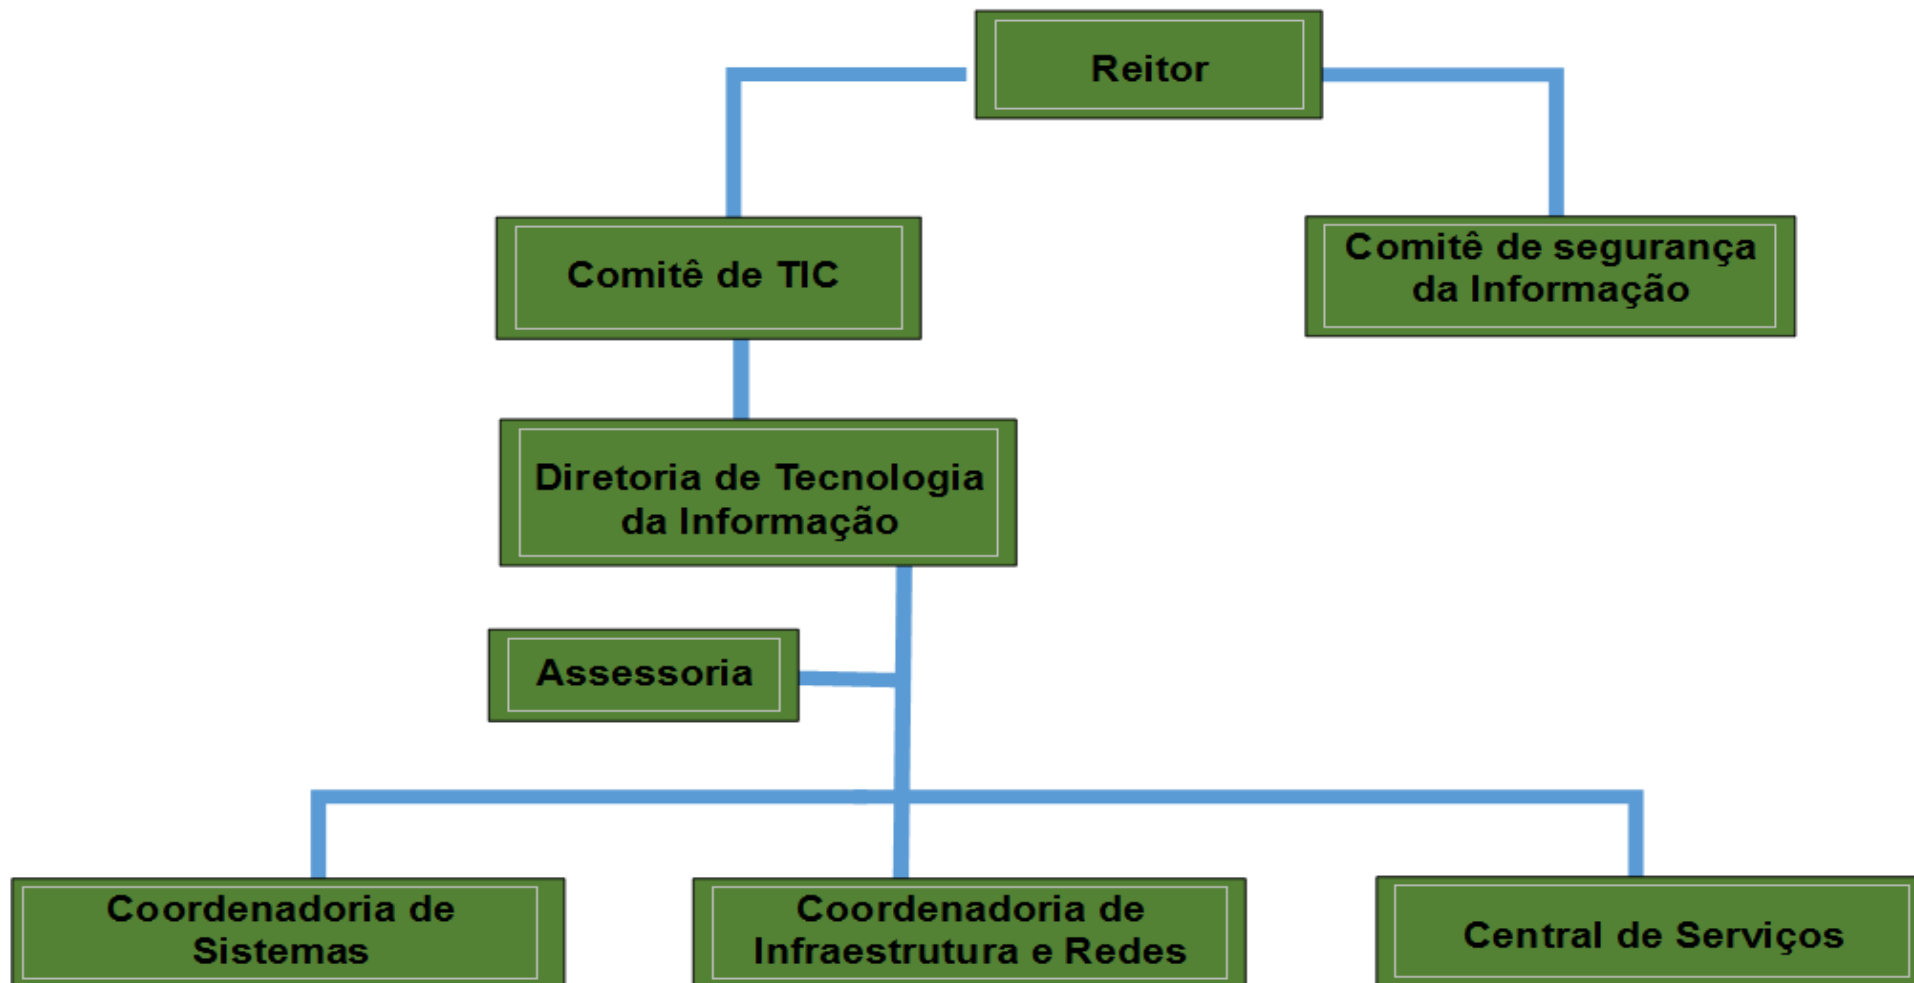 Reitor
Comitê de TIC
Comitê de segurança
da Informação
Diretoria de Tecnologia
da Informação
Assessoria
Coordenadoria de
Sistemas
Coordenadoria de
Infraestrutura e Redes
Central de Serviços